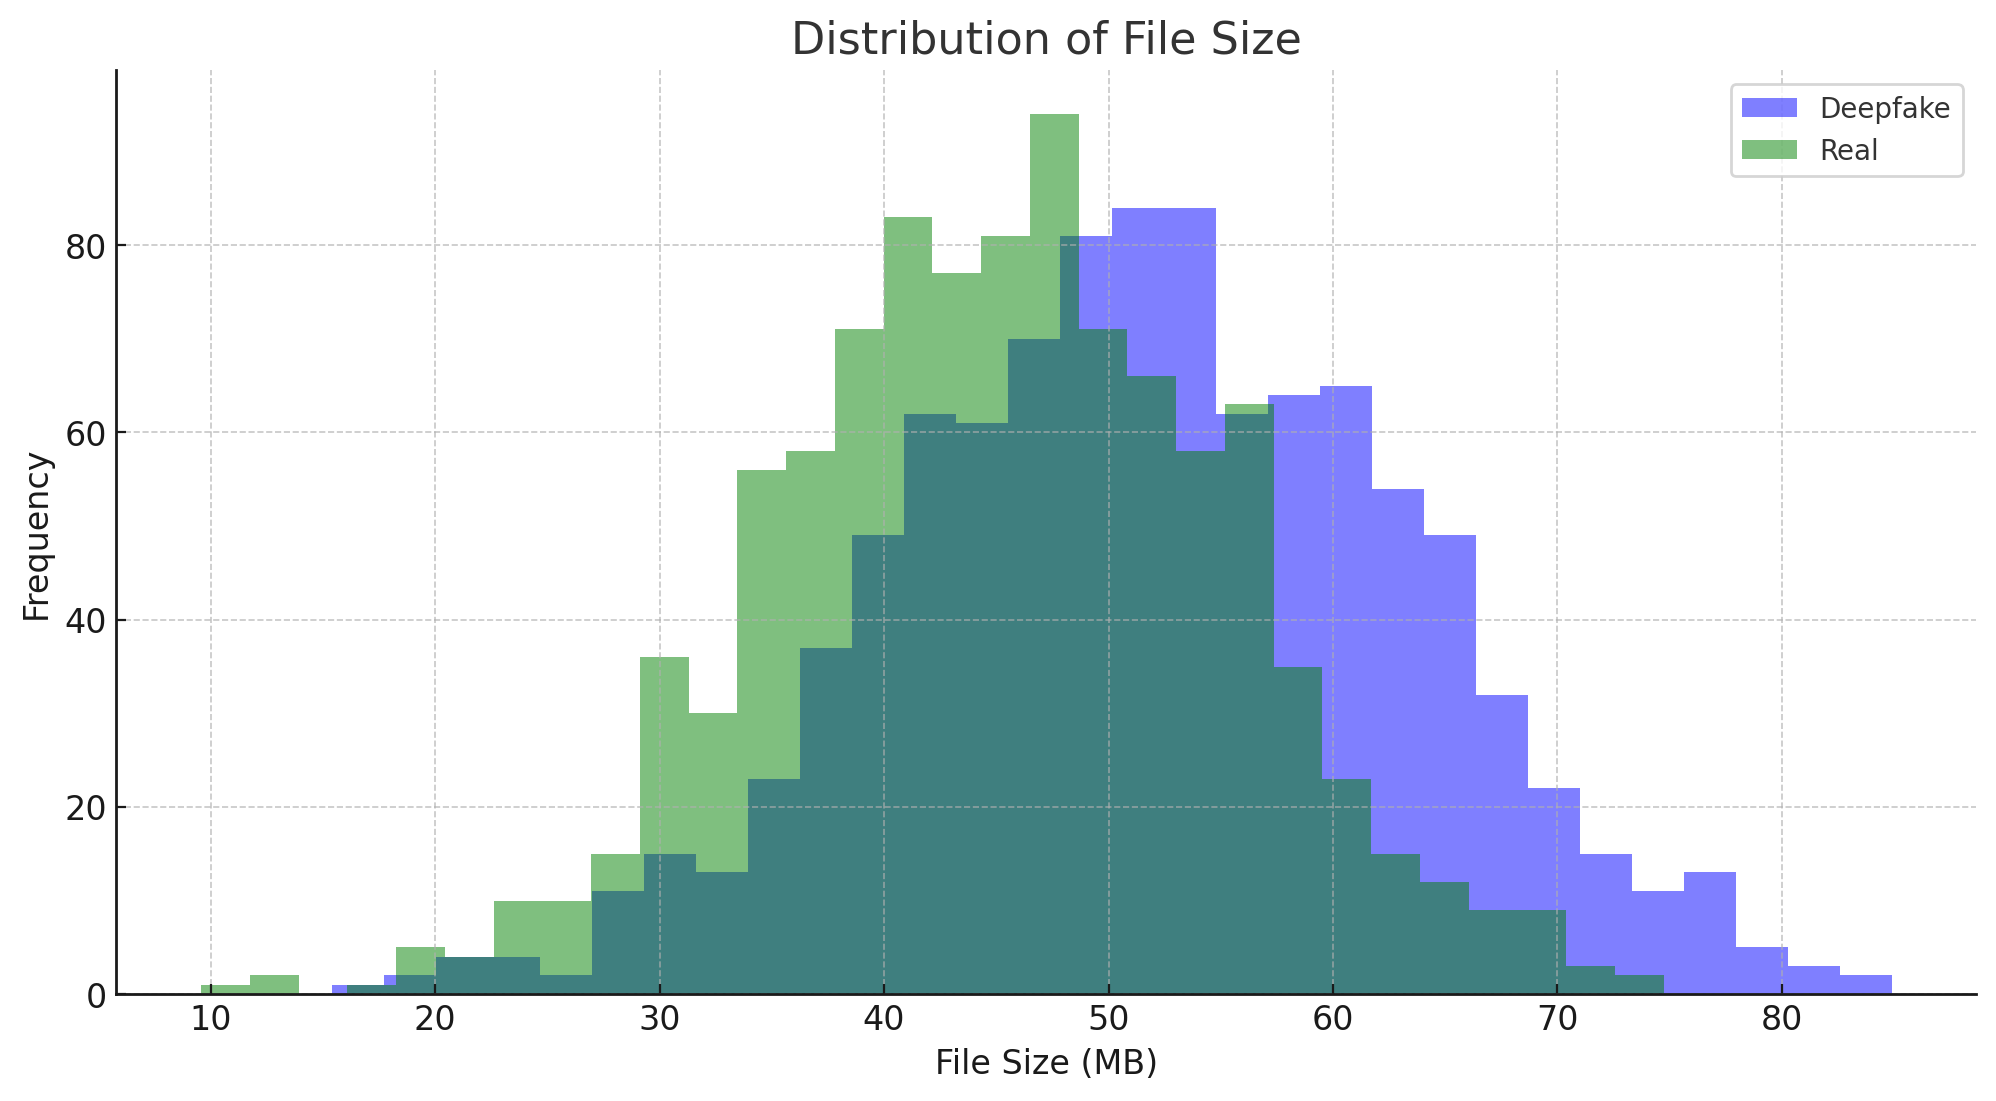 Distribution of File Size
Deepfake
Real
Frequency
80
60
40
20
0
10 20 30 40 50 60 70 80
File Size (MB)